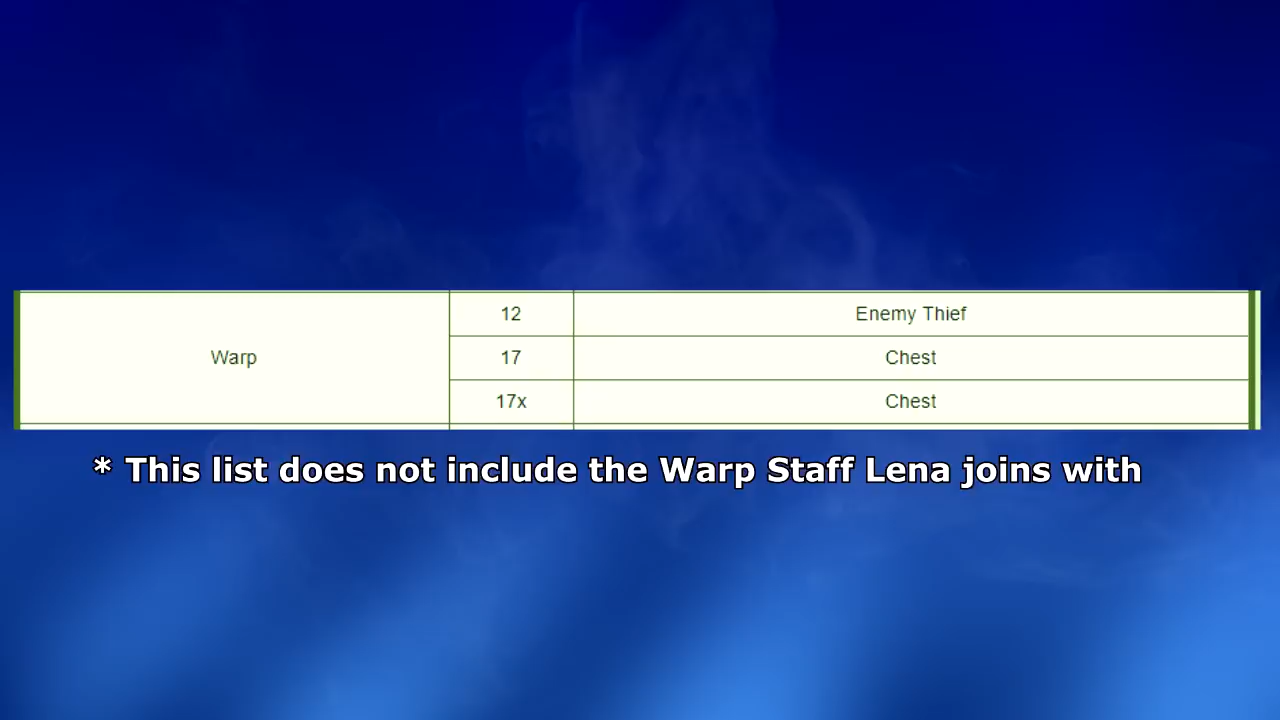 Warp
12 Enemy Thief
17 Chest
17x Chest
* This list does not include the Warp Staff Lena joins with